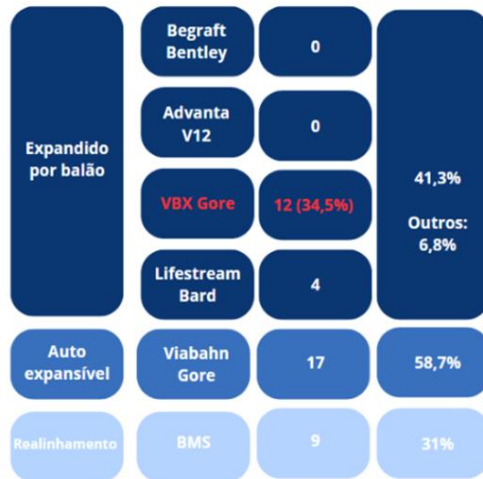 Expandido
por balão
Begraft
Bentley
0
Advanta
V12
0
VBX Gore
12 (34,5%)
Lifestream
Bard
4
41,3%
Outros:
6,8%
Auto
expansível
Viabahn
Gore
17
58,7%
Realinhamento
BMS
9
31%